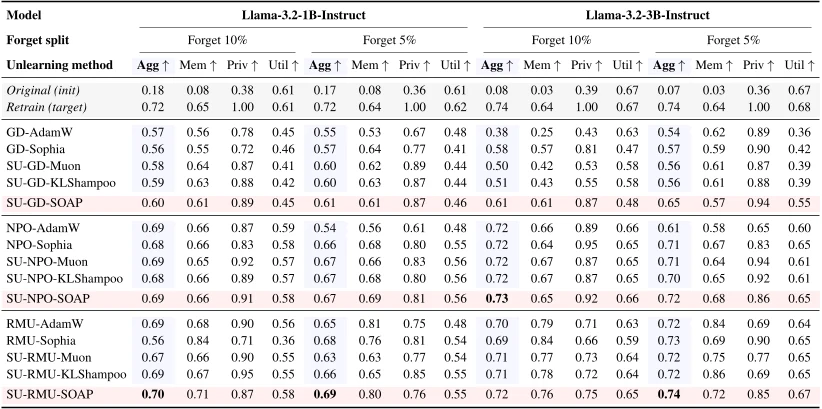 Model Llama-3.2-1B-Instruct Llama-3.2-3B-Instruct
Forget split Forget 10% Forget 5% Forget 10% Forget 5%
Unlearning method Agg ↑ Mem ↑ Priv ↑ Util ↑ Agg ↑ Mem ↑ Priv ↑ Util ↑ Agg ↑ Mem ↑ Priv ↑ Util ↑ Agg ↑ Mem ↑ Priv ↑ Util ↑
Original (init) 0.18 0.08 0.38 0.61 0.17 0.08 0.36 0.61 0.08 0.03 0.39 0.67 0.07 0.03 0.36 0.67
Retrain (target) 0.72 0.65 1.00 0.61 0.72 0.64 1.00 0.62 0.74 0.64 1.00 0.67 0.74 0.64 1.00 0.68
GD-AdamW 0.57 0.56 0.78 0.45 0.55 0.53 0.67 0.48 0.38 0.25 0.43 0.63 0.54 0.62 0.89 0.36
GD-Sophia 0.56 0.55 0.72 0.46 0.57 0.64 0.77 0.41 0.58 0.57 0.81 0.47 0.57 0.59 0.90 0.42
SU-GD-Muon 0.58 0.64 0.87 0.41 0.60 0.62 0.89 0.44 0.50 0.42 0.53 0.58 0.56 0.61 0.87 0.39
SU-GD-KLShampoo 0.59 0.63 0.88 0.42 0.60 0.63 0.87 0.44 0.51 0.43 0.55 0.58 0.56 0.61 0.88 0.39
SU-GD-SOAP 0.60 0.61 0.89 0.45 0.61 0.61 0.87 0.46 0.61 0.61 0.87 0.48 0.65 0.57 0.94 0.55
NPO-AdamW 0.69 0.66 0.87 0.59 0.54 0.56 0.61 0.48 0.72 0.66 0.89 0.66 0.61 0.58 0.65 0.60
NPO-Sophia 0.68 0.66 0.83 0.58 0.66 0.68 0.80 0.55 0.72 0.64 0.95 0.65 0.71 0.67 0.83 0.65
SU-NPO-Muon 0.69 0.65 0.92 0.57 0.67 0.66 0.83 0.56 0.72 0.67 0.87 0.65 0.71 0.64 0.94 0.61
SU-NPO-KLShampoo 0.68 0.66 0.89 0.57 0.67 0.68 0.80 0.56 0.72 0.67 0.87 0.65 0.70 0.65 0.92 0.61
SU-NPO-SOAP 0.69 0.66 0.91 0.58 0.67 0.69 0.81 0.56 0.73 0.65 0.92 0.66 0.72 0.68 0.86 0.65
RMU-AdamW 0.69 0.68 0.90 0.56 0.65 0.81 0.75 0.48 0.70 0.79 0.71 0.63 0.72 0.84 0.69 0.64
RMU-Sophia 0.56 0.84 0.71 0.36 0.68 0.76 0.81 0.54 0.69 0.84 0.66 0.59 0.73 0.69 0.90 0.65
SU-RMU-Muon 0.67 0.66 0.90 0.55 0.63 0.63 0.77 0.54 0.71 0.77 0.73 0.64 0.72 0.75 0.77 0.65
SU-RMU-KLShampoo 0.69 0.67 0.95 0.55 0.66 0.65 0.85 0.55 0.71 0.78 0.72 0.64 0.72 0.86 0.69 0.65
SU-RMU-SOAP 0.70 0.71 0.87 0.58 0.69 0.80 0.76 0.55 0.72 0.76 0.75 0.65 0.74 0.72 0.85 0.67